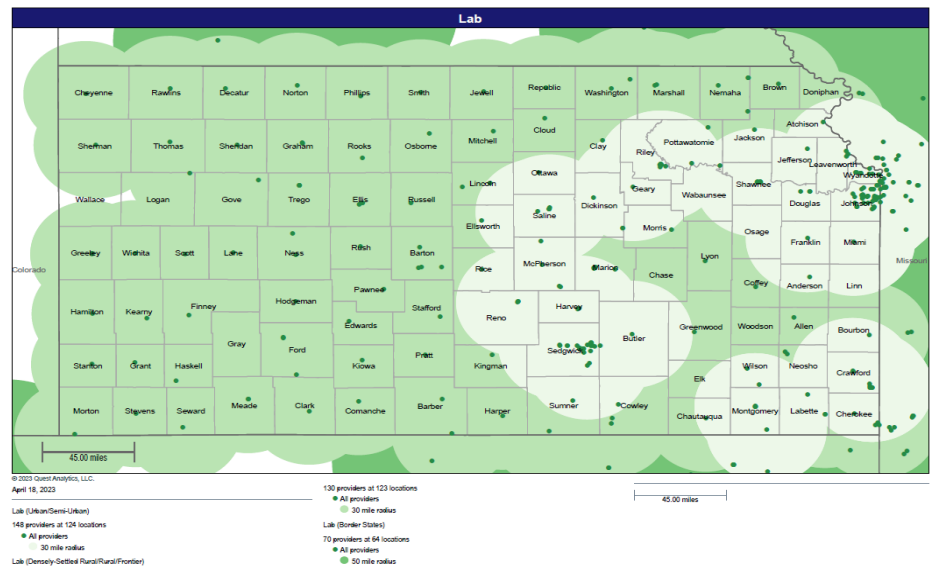 Lab
Cheyenne Rawlins Decatur Norton Phillips Smith Jewell Republic Washington Marshall Nemaha Brown Doniphan
Sherman Thomas Sheridan Graham Rooks Osborne Mitchell Cloud Clay Riley Pottawatomie Jackson Atchison
Jefferson Leavenworth
Wyandotte
Wallace Logan Gove Trego Ellis Russell Lincoln Ottawa Geary Wabaunsee Shawnee
Saline Dickinson Douglas Johnson
Ellsworth Morris Osage
Greeley Wichita Scott Lane Ness Rush Barton Franklin Miami
Colorado Rice McPherson Marion Chase Lyon Missouri
Hamilton Kearny Finney Hodgeman Pawnee Stafford Reno Harvey Coffey Anderson Linn
Gray Ford Edwards Sedgwick Butler Greenwood Woodson Allen Bourbon
Stanton Grant Haskell Kiowa Pratt Kingman Elk Wilson Neosho Crawford
Morton Stevens Seward Meade Clark Comanche Barber Harper Sumner Cowley Chautauqua Montgomery Labette Cherokee
45.00 miles
© 2023 Quest Analytics, LLC.
April 18, 2023
Lab (Urban/Semi-Urban)
148 providers at 124 locations
All providers
30 mile radius
Lab (Densely-Settled Rural/Rural/Frontier)
130 providers at 123 locations
All providers
30 mile radius
Lab (Border States)
70 providers at 64 locations
All providers
50 mile radius
45.00 miles